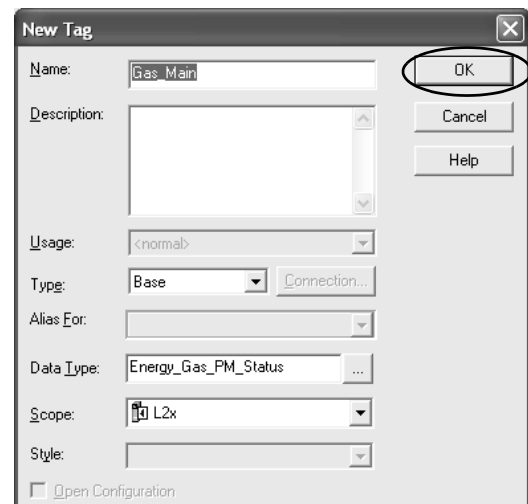 New Tag
Name: Gas_Main OK
Description: Cancel
Help
Usage: <normal>
Type: Base Connection...
Alias For:
Data Type: Energy_Gas_PM_Status ...
Scope: L2x
Style:
Open Configuration